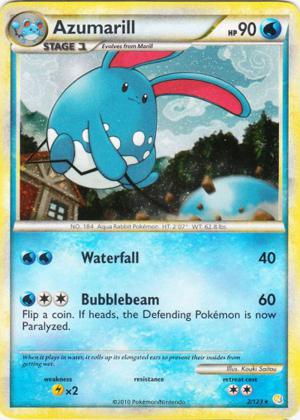 Azumarill HP 90
STAGE 1 Evolves from Marill
NO. 184 Aqua Rabbit Pokémon HT: 2'07" WT: 62.8 lbs.
Waterfall 40
Bubblebeam 60
Flip a coin. If heads, the Defending Pokémon is now
Paralyzed.
When it plays in water, it rolls up its elongated ears to prevent their insides from
getting wet.
Illus. Kouki Saitou
weakness resistance retreat cost
×2
©2010 Pokémon/Nintendo
2/123 ★